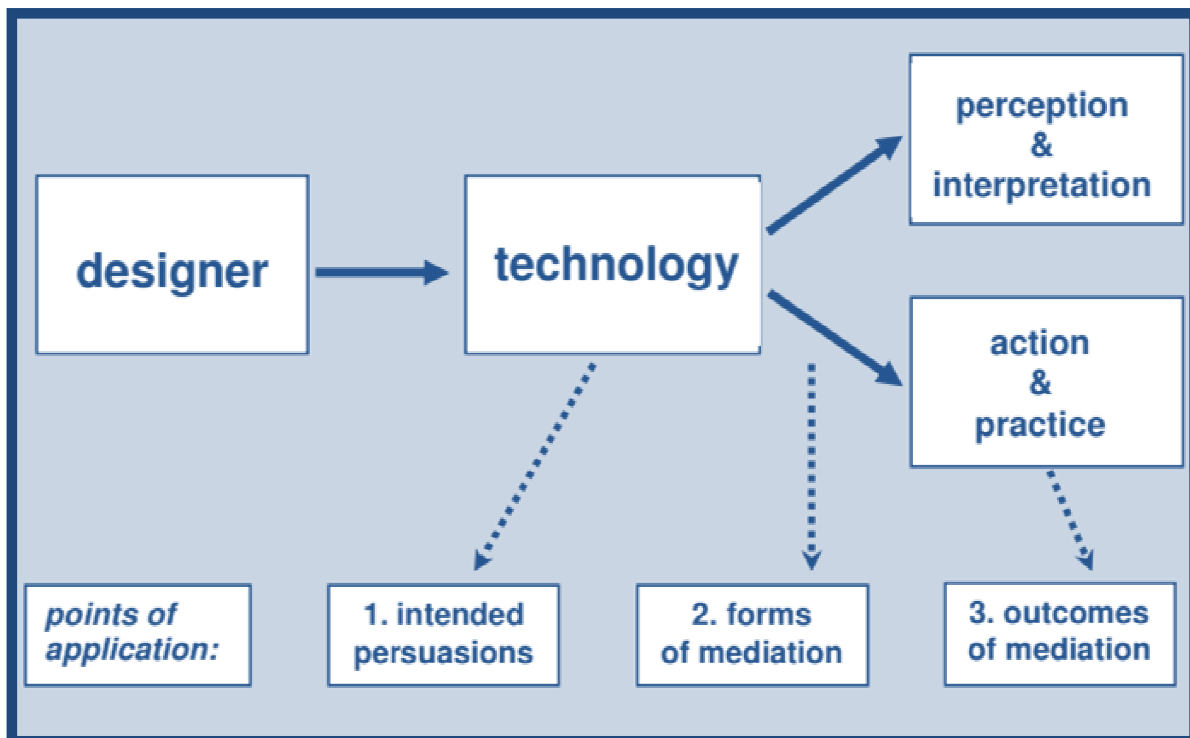 perception
&
interpretation
designer
technology
action
&
practice
points of
application:
1. intended
persuasions
2. forms
of mediation
3. outcomes
of mediation